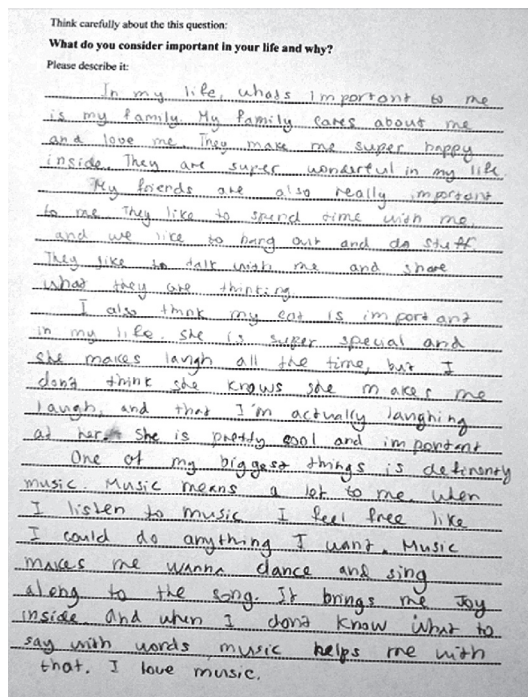 Think carefully about the this question:
What do you consider important in your life and why?
Please describe it:
In my life, whats important to me
is my family. My family cares about me
and love me. They make me super happy
inside. They are super wonderful in my life.
My friends are also really important
to me. They like to spend time with me,
and we like to hang out and do stuff.
They like to talk with me and share
what they are thinking.
I also think my cat is important
in my life. She is super special and
she makes laugh all the time, but I
don't think she knows she makes me
laugh, and that I'm actually laughing
at her. She is pretty cool and important
One of my biggest things is definently
music. Music means a lot to me. When
I listen to music I feel free like
I could do anything I want. Music
makes me wanna dance and sing
along to the song. It brings me Joy
inside. And when I dont know what to
say with words, music helps me with
that. I love music.